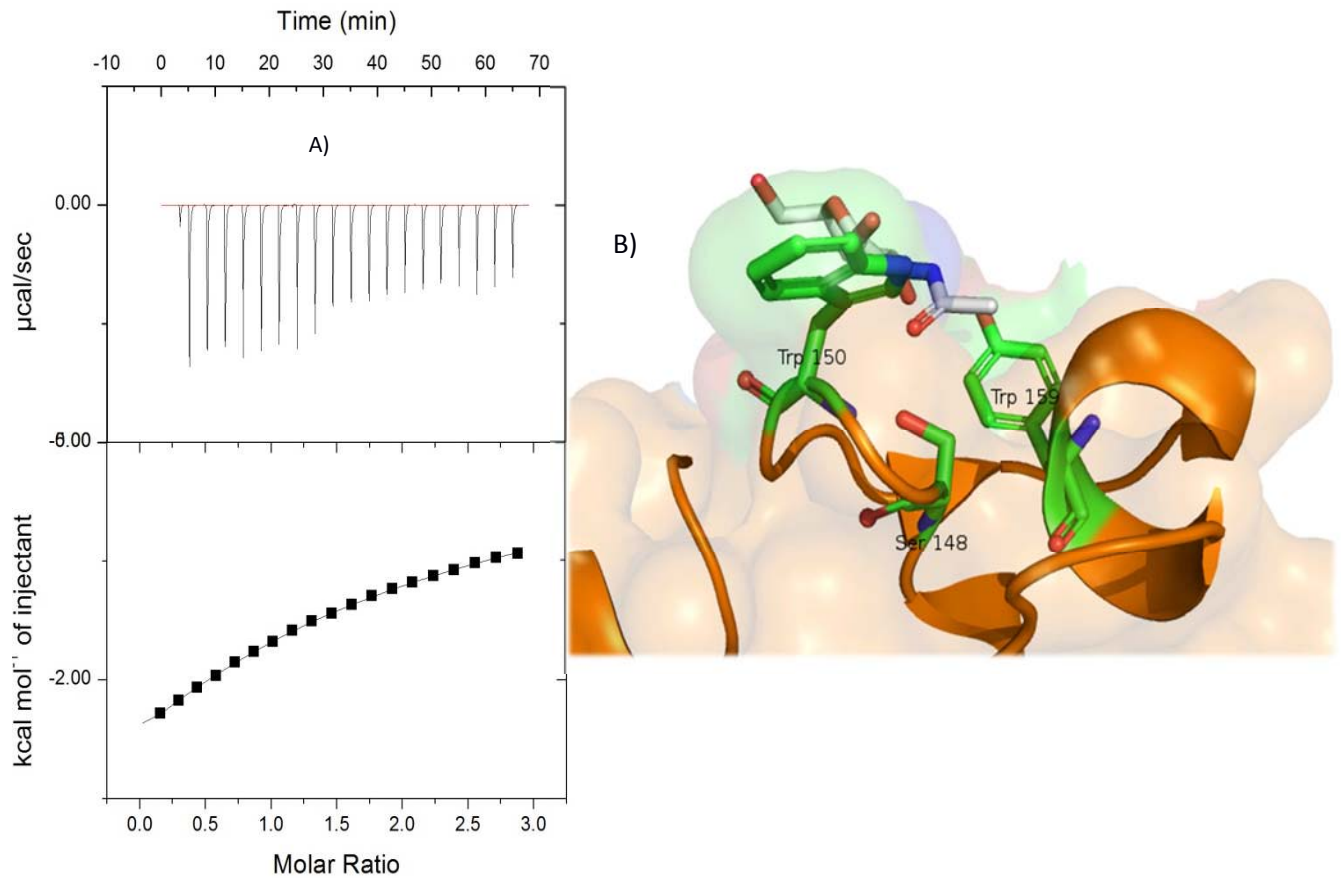 Time (min)
-10 0 10 20 30 40 50 60 70
A)
0.00
µcal/sec
-6.00
B)
Trp 150
Trp 159
Ser 148
kcal mol⁻¹ of injectant
-2.00
0.0 0.5 1.0 1.5 2.0 2.5 3.0
Molar Ratio